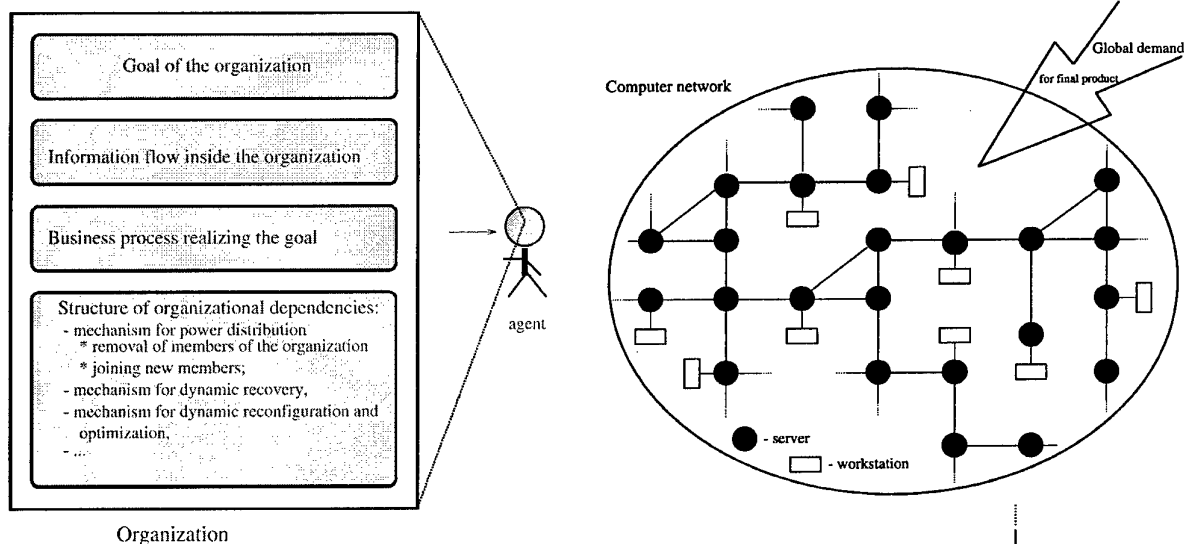 Goal of the organization
Information flow inside the organization
Business process realizing the goal
Structure of organizational dependencies:
- mechanism for power distribution
* removal of members of the organization
* joining new members;
- mechanism for dynamic recovery,
- mechanism for dynamic reconfiguration and
optimization,
- ...
Organization
agent
Computer network
Global demand
for final product
- server
- workstation